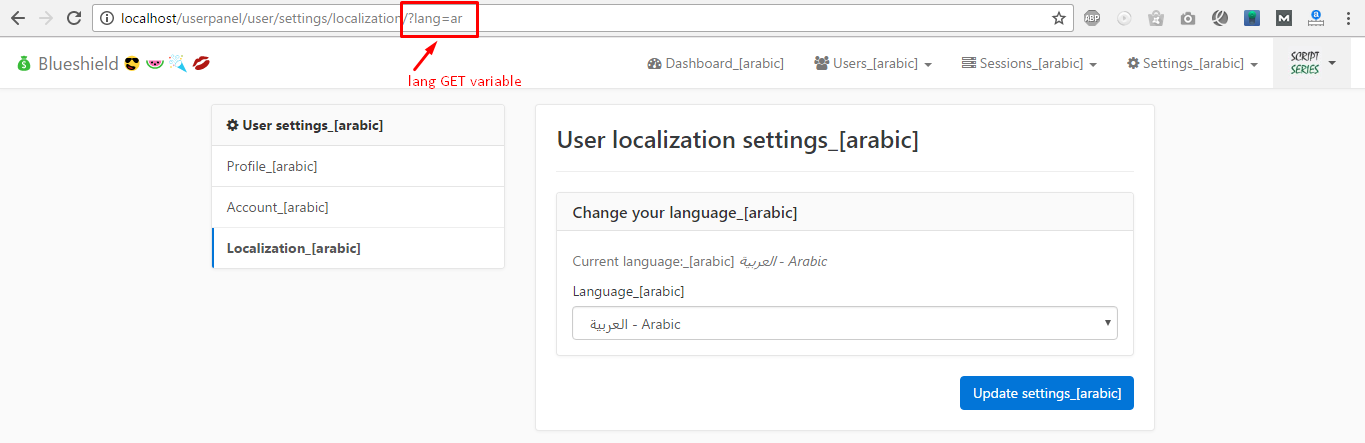 localhost/userpanel/user/settings/localization/?lang=ar
ABP
M
lang GET variable
Blueshield
Dashboard_[arabic]
Users_[arabic]
Sessions_[arabic]
Settings_[arabic]
SCRIPT
SERIES
User settings_[arabic]
Profile_[arabic]
Account_[arabic]
Localization_[arabic]
User localization settings_[arabic]
Change your language_[arabic]
Current language:_[arabic] العربية - Arabic
Language_[arabic]
العربية - Arabic
Update settings_[arabic]